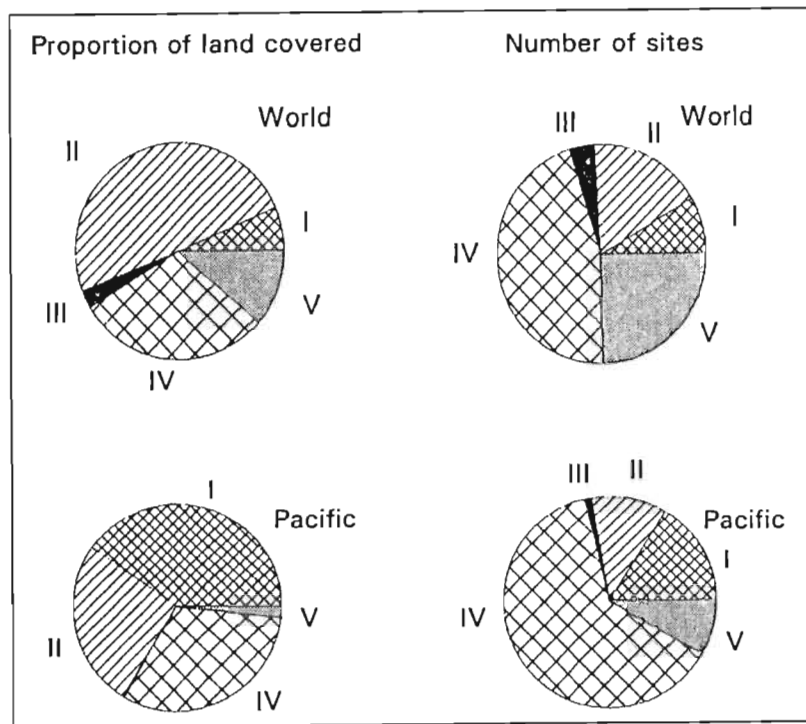 Proportion of land covered
Number of sites
World
II
I
III
V
IV
III
II
World
I
IV
V
I
Pacific
II
V
IV
III
II
Pacific
I
IV
V